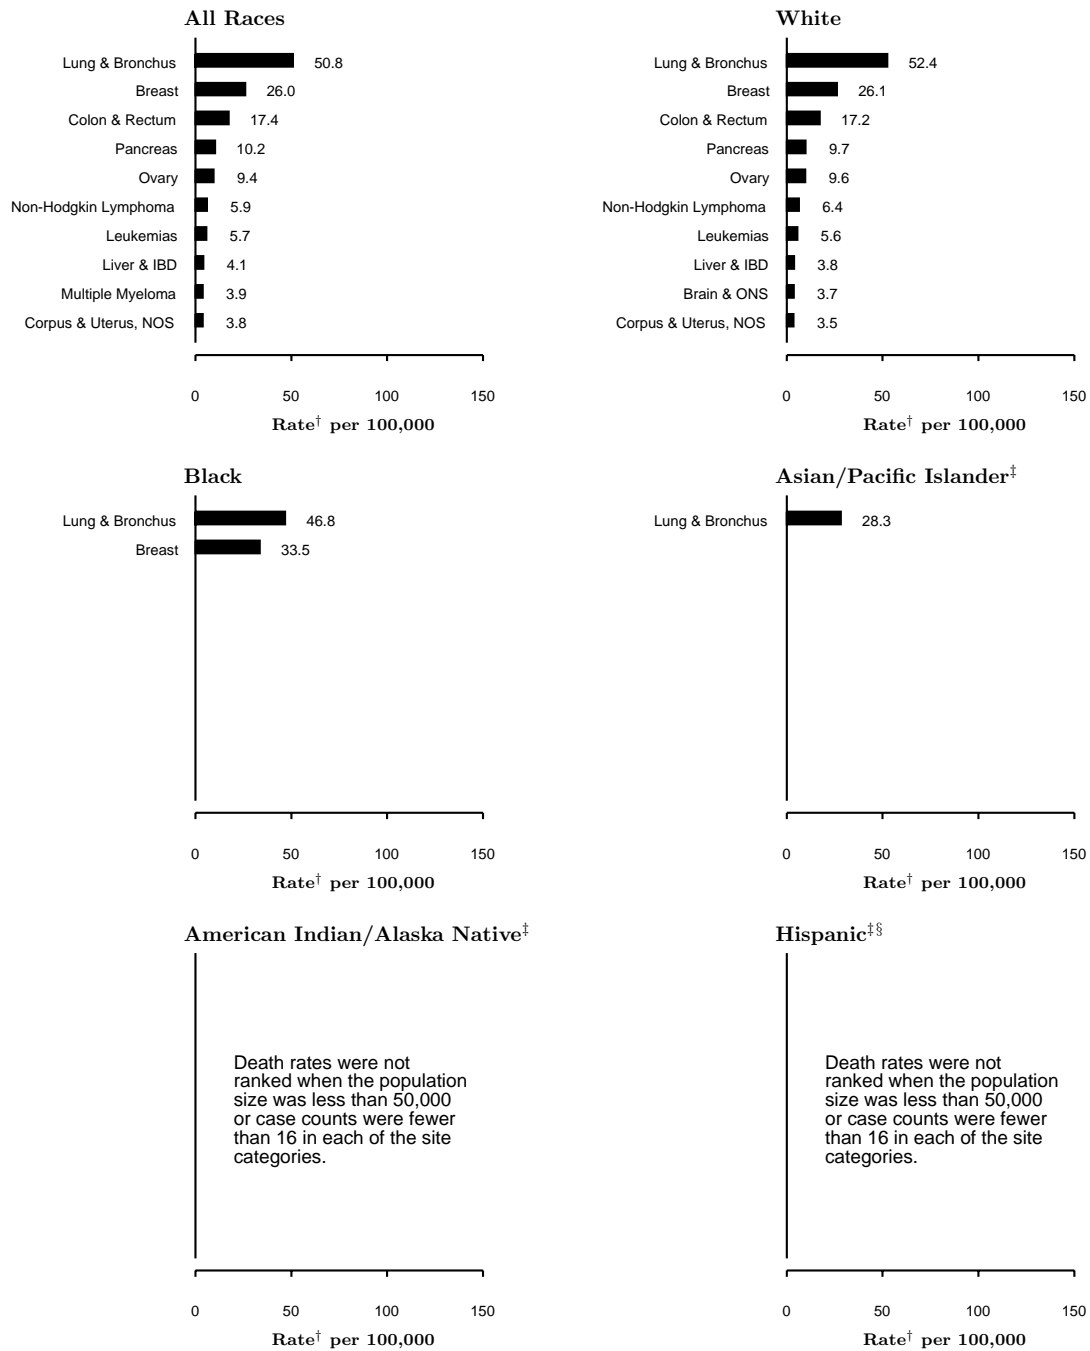 All Races
Lung & Bronchus 50.8
Breast 26.0
Colon & Rectum 17.4
Pancreas 10.2
Ovary 9.4
Non-Hodgkin Lymphoma 5.9
Leukemias 5.7
Liver & IBD 4.1
Multiple Myeloma 3.9
Corpus & Uterus, NOS 3.8
0 50 100 150
Rate† per 100,000
White
Lung & Bronchus 52.4
Breast 26.1
Colon & Rectum 17.2
Pancreas 9.7
Ovary 9.6
Non-Hodgkin Lymphoma 6.4
Leukemias 5.6
Liver & IBD 3.8
Brain & ONS 3.7
Corpus & Uterus, NOS 3.5
0 50 100 150
Rate† per 100,000
Black
Lung & Bronchus 46.8
Breast 33.5
0 50 100 150
Rate† per 100,000
Asian/Pacific Islander‡
Lung & Bronchus 28.3
0 50 100 150
Rate† per 100,000
American Indian/Alaska Native‡
Death rates were not
ranked when the population
size was less than 50,000
or case counts were fewer
than 16 in each of the site
categories.
0 50 100 150
Rate† per 100,000
Hispanic‡§
Death rates were not
ranked when the population
size was less than 50,000
or case counts were fewer
than 16 in each of the site
categories.
0 50 100 150
Rate† per 100,000